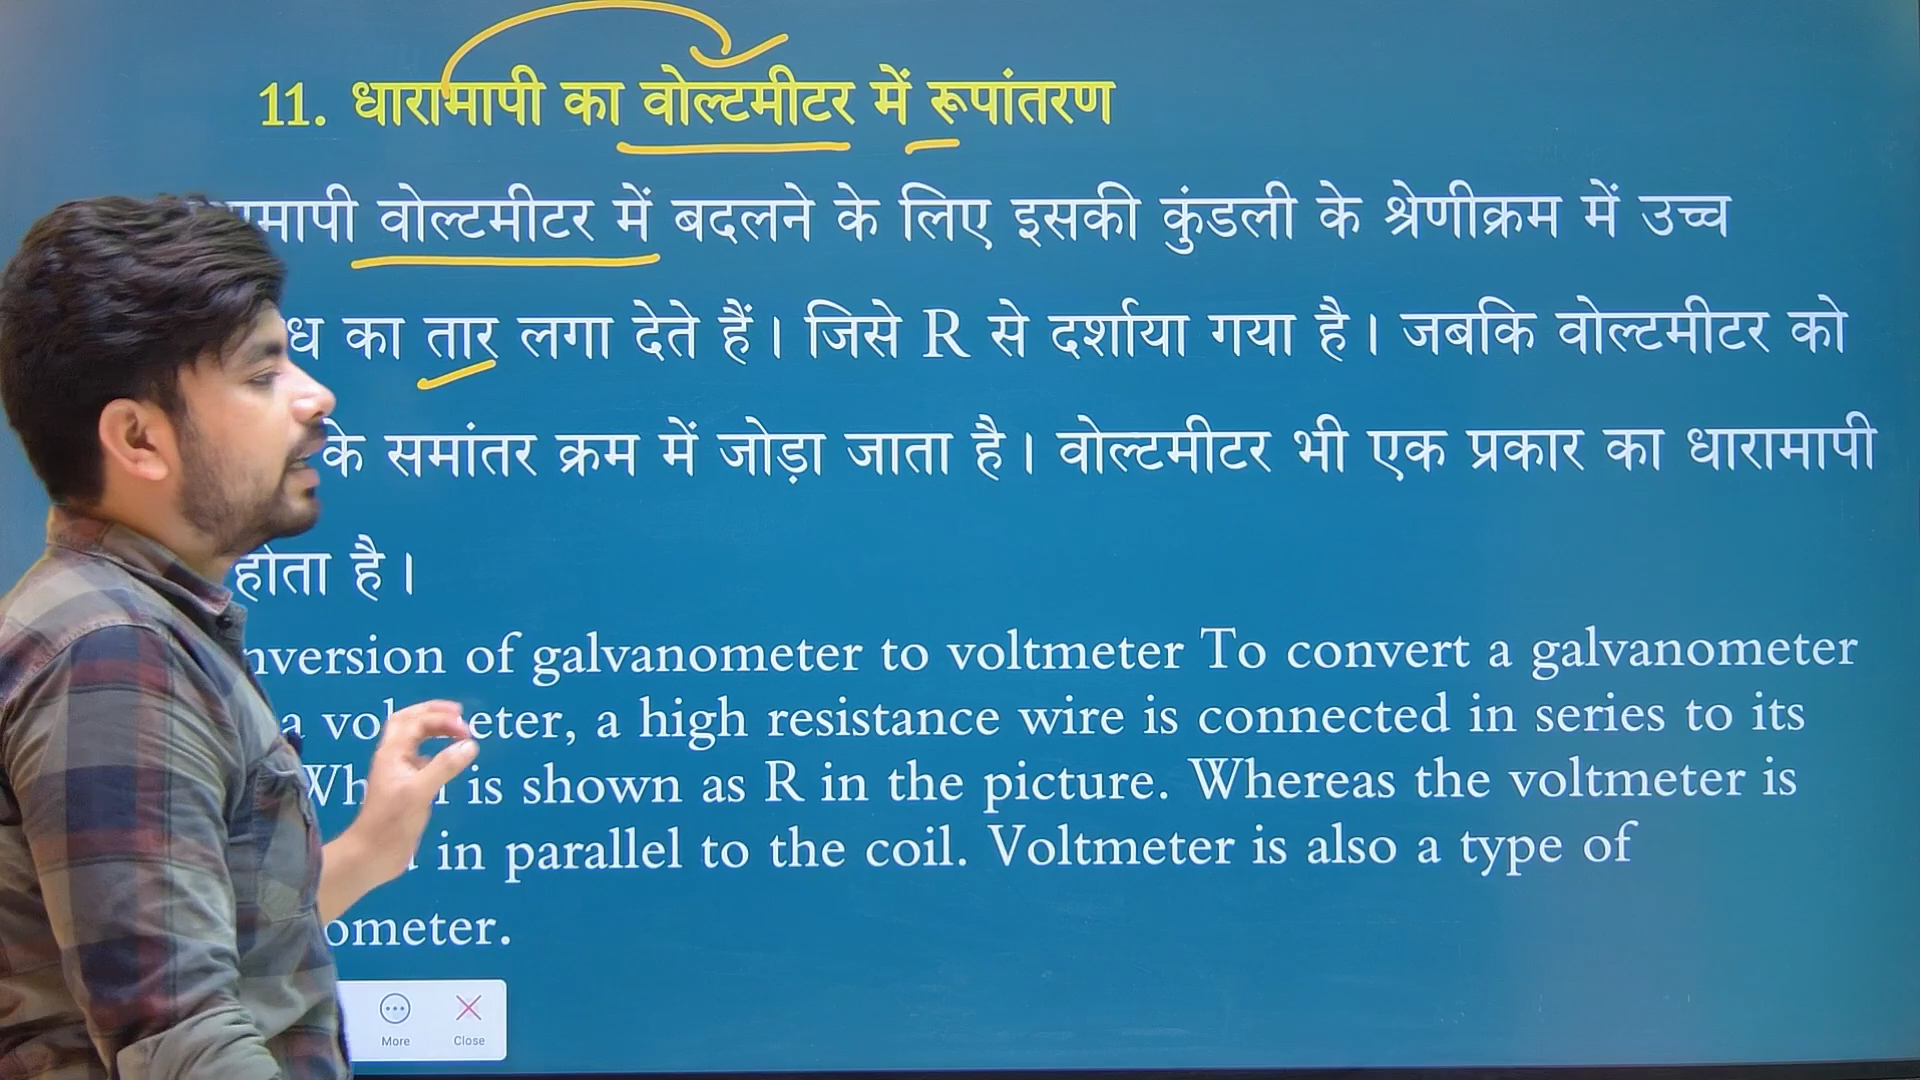 11. धारामापी का वोल्टमीटर में रूपांतरण
वोल्टमीटर में बदलने के लिए इसकी कुंडली के श्रेणीक्रम में उच्च
का तार लगा देते हैं। जिसे R से दर्शाया गया है। जबकि वोल्टमीटर को
के समांतर क्रम में जोड़ा जाता है। वोल्टमीटर भी एक प्रकार का धारामापी
होता है।
of galvanometer to voltmeter To convert a galvanometer
a high resistance wire is connected in series to its
is shown as R in the picture. Whereas the voltmeter is
in parallel to the coil. Voltmeter is also a type of
More Close